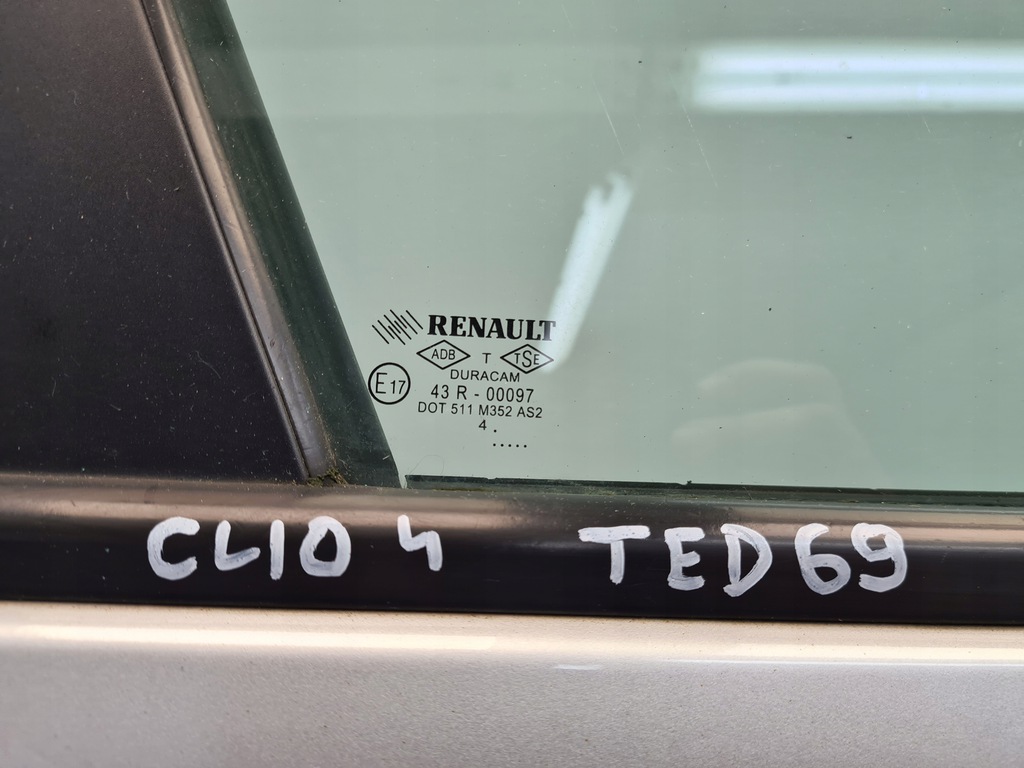 RENAULT
ADB T TSE
DURACAM
E17
43 R - 00097
DOT 511 M352 AS2
4 .
.....
CLIO 4 TED69